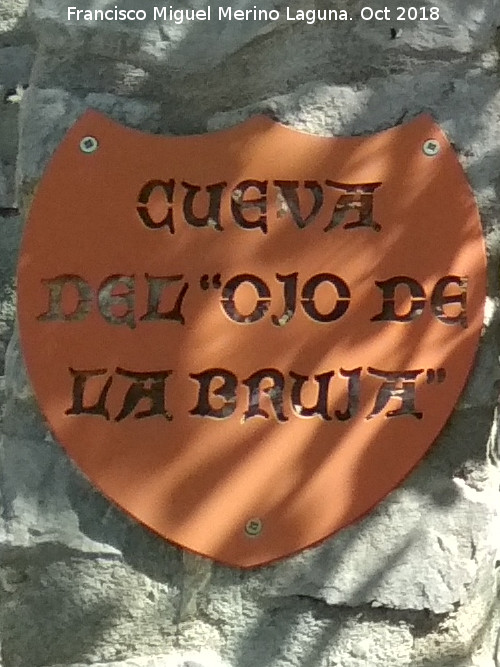 Francisco Miguel Merino Laguna. Oct 2018
CUEVA
DEL “OJO DE
LA BRUJA”